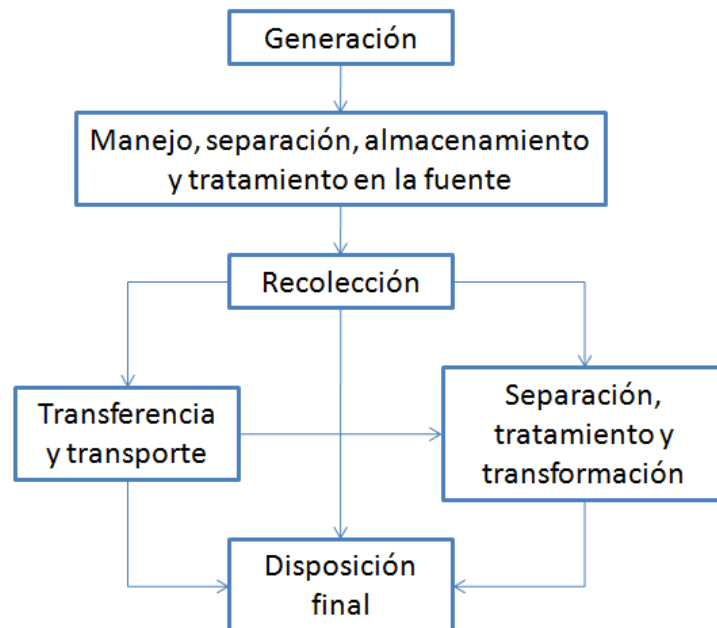 Generación
Manejo, separación, almacenamiento
y tratamiento en la fuente
Recolección
Transferencia
y transporte
Separación,
tratamiento y
transformación
Disposición
final